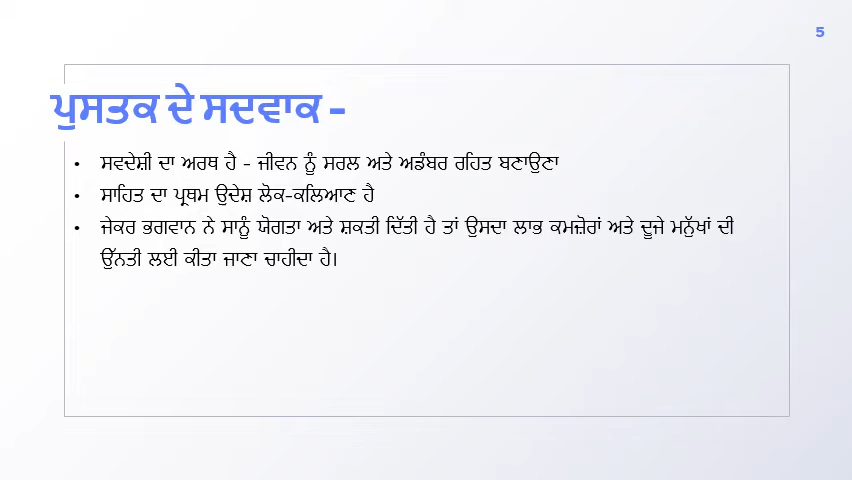 5
ਪੁਸਤਕ ਦੇ ਸਦਵਾਕ -
• ਸਵਦੇਸ਼ੀ ਦਾ ਅਰਥ ਹੈ - ਜੀਵਨ ਨੂੰ ਸਰਲ ਅਤੇ ਅਡੰਬਰ ਰਹਿਤ ਬਣਾਉਣਾ
• ਸਾਹਿਤ ਦਾ ਪ੍ਰਥਮ ਉਦੇਸ਼ ਲੋਕ-ਕਲਿਆਣ ਹੈ
• ਜੇਕਰ ਭਗਵਾਨ ਨੇ ਸਾਨੂੰ ਯੋਗਤਾ ਅਤੇ ਸ਼ਕਤੀ ਦਿੱਤੀ ਹੈ ਤਾਂ ਉਸਦਾ ਲਾਭ ਕਮਜ਼ੋਰਾਂ ਅਤੇ ਦੂਜੇ ਮਨੁੱਖਾਂ ਦੀ
ਉੱਨਤੀ ਲਈ ਕੀਤਾ ਜਾਣਾ ਚਾਹੀਦਾ ਹੈ।